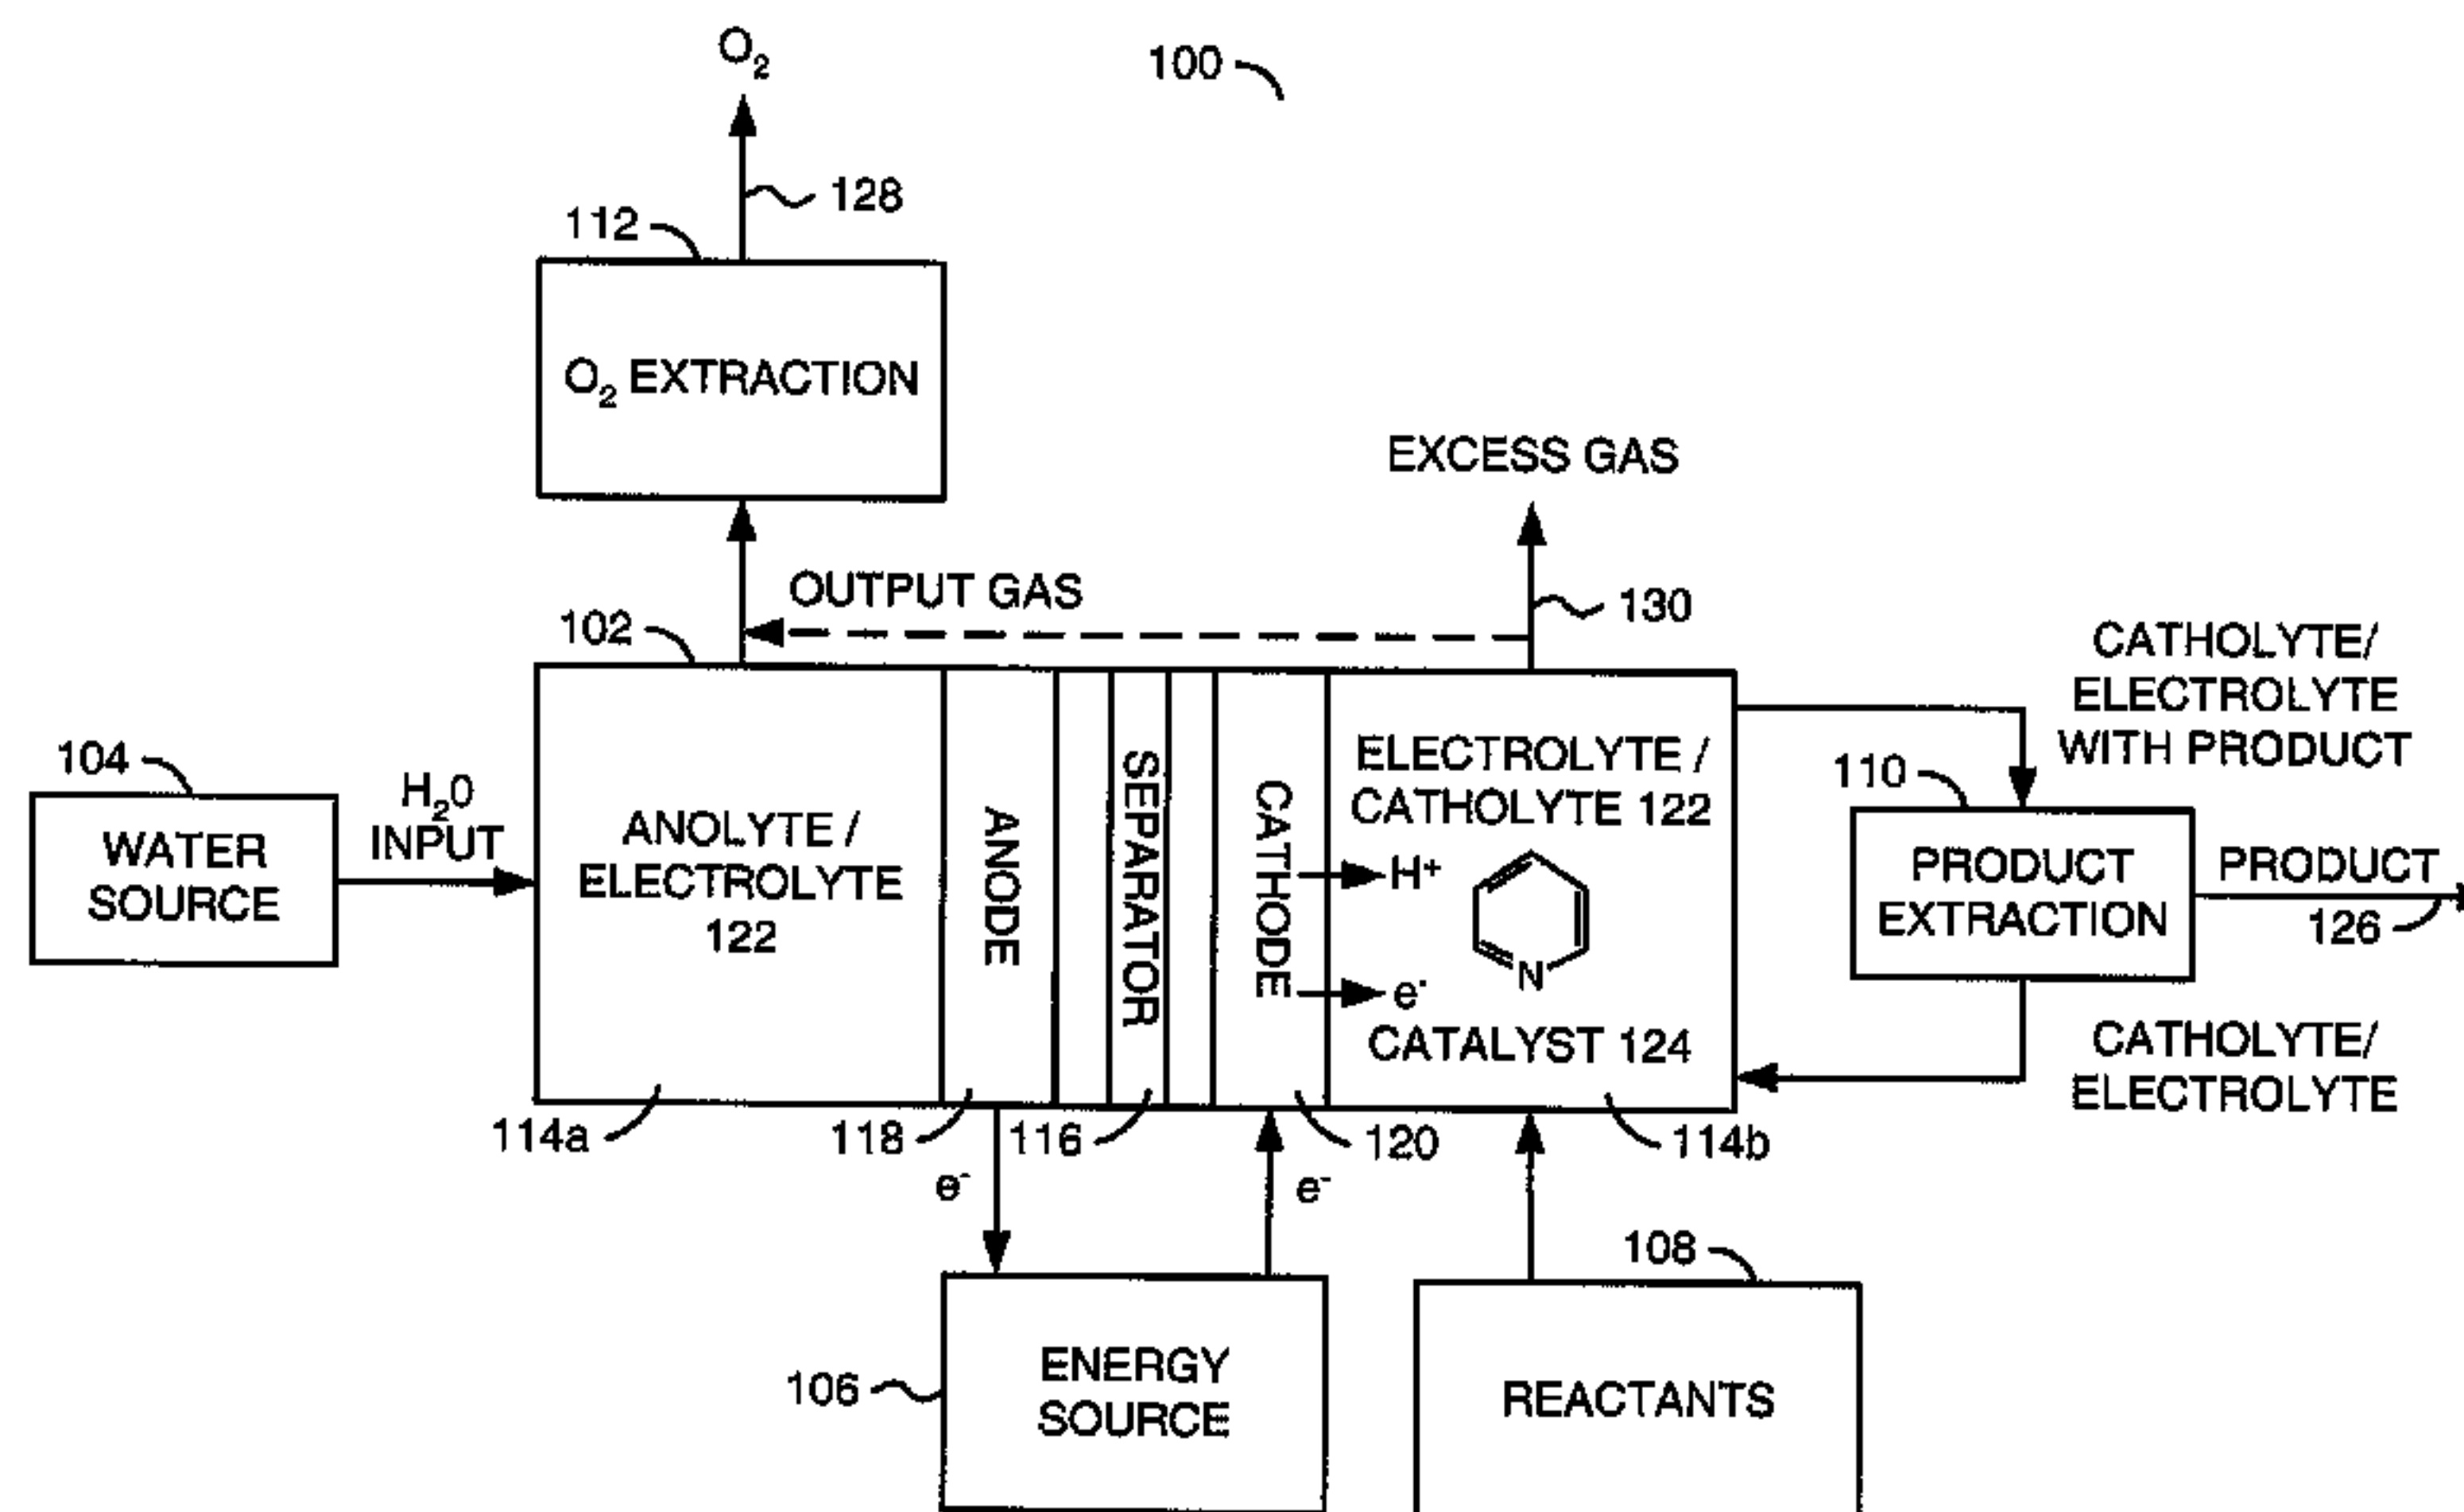 O₂
100
128
112
O₂ EXTRACTION
EXCESS GAS
OUTPUT GAS
130
102
CATHOLYTE/
ELECTROLYTE
WITH PRODUCT
104
H₂0
INPUT
WATER
SOURCE
ANOLYTE /
ELECTROLYTE
122
ANODE
SEPARATOR
CATHODE
ELECTROLYTE /
CATHOLYTE 122
H⁺
N
e⁻
CATALYST 124
110
PRODUCT
EXTRACTION
PRODUCT
126
CATHOLYTE/
ELECTROLYTE
114a
118
116
120
114b
e⁻
e⁻
108
106
ENERGY
SOURCE
REACTANTS